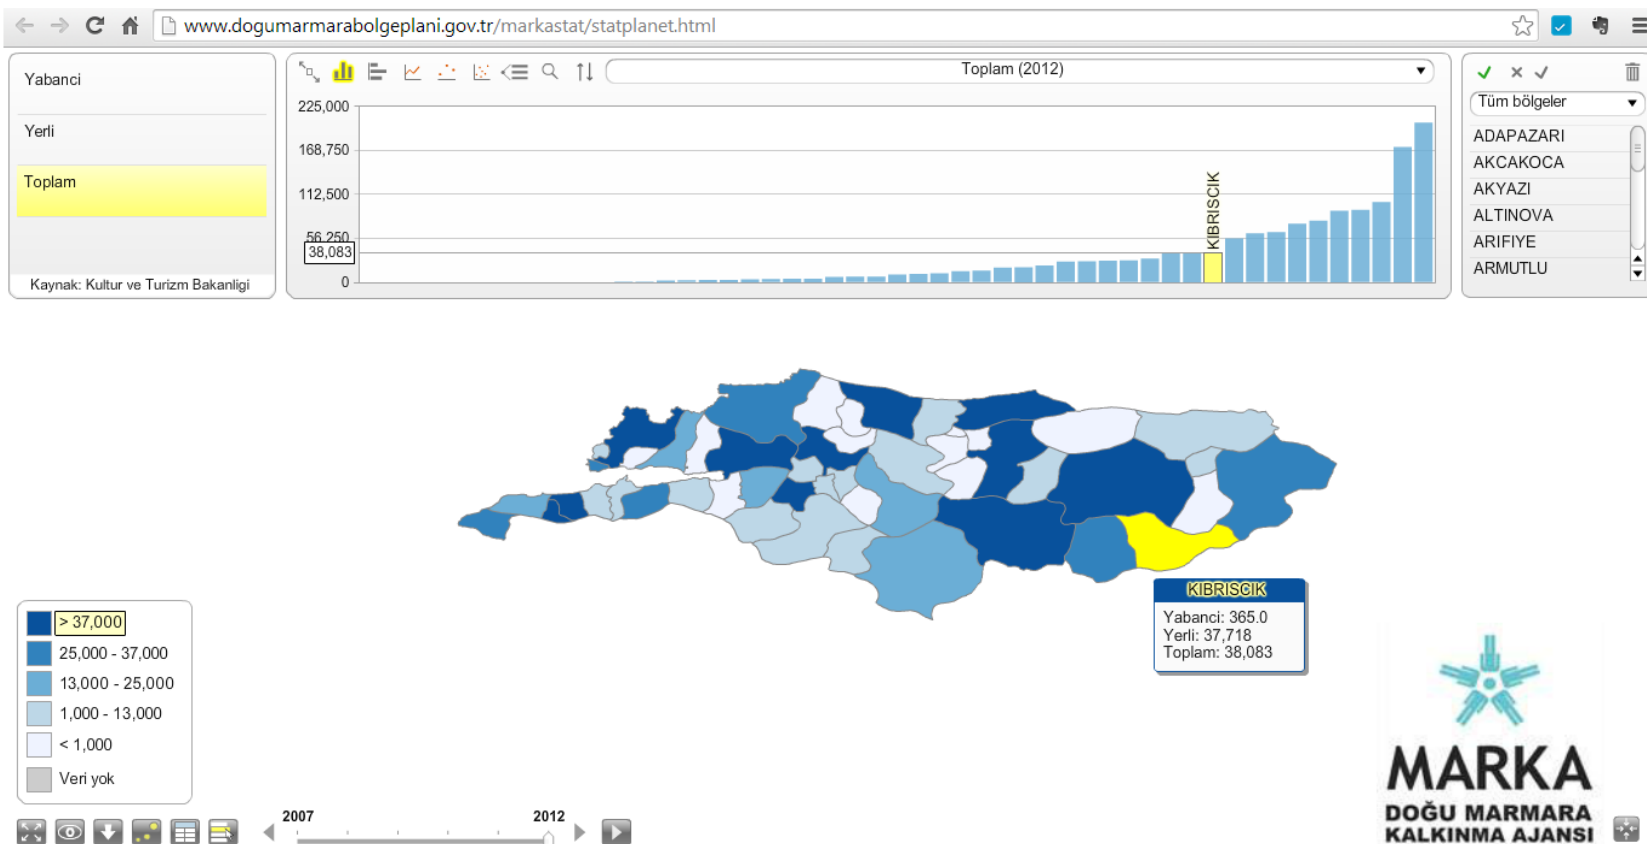 www.dogumarmarabolgeplani.gov.tr/markastat/statplanet.html
Yabanci
Yerli
Toplam
Kaynak: Kultur ve Turizm Bakanligi
Toplam (2012)
225,000
168,750
112,500
56,250
38,083
0
KIBRISCIK
Tüm bölgeler
ADAPAZARI
AKCAKOCA
AKYAZI
ALTINOVA
ARIFIYE
ARMUTLU
KIBRISCIK
Yabanci: 365.0
Yerli: 37,718
Toplam: 38,083
> 37,000
25,000 - 37,000
13,000 - 25,000
1,000 - 13,000
< 1,000
Veri yok
2007
2012
MARKA
DOĞU MARMARA
KALKINMA AJANSI